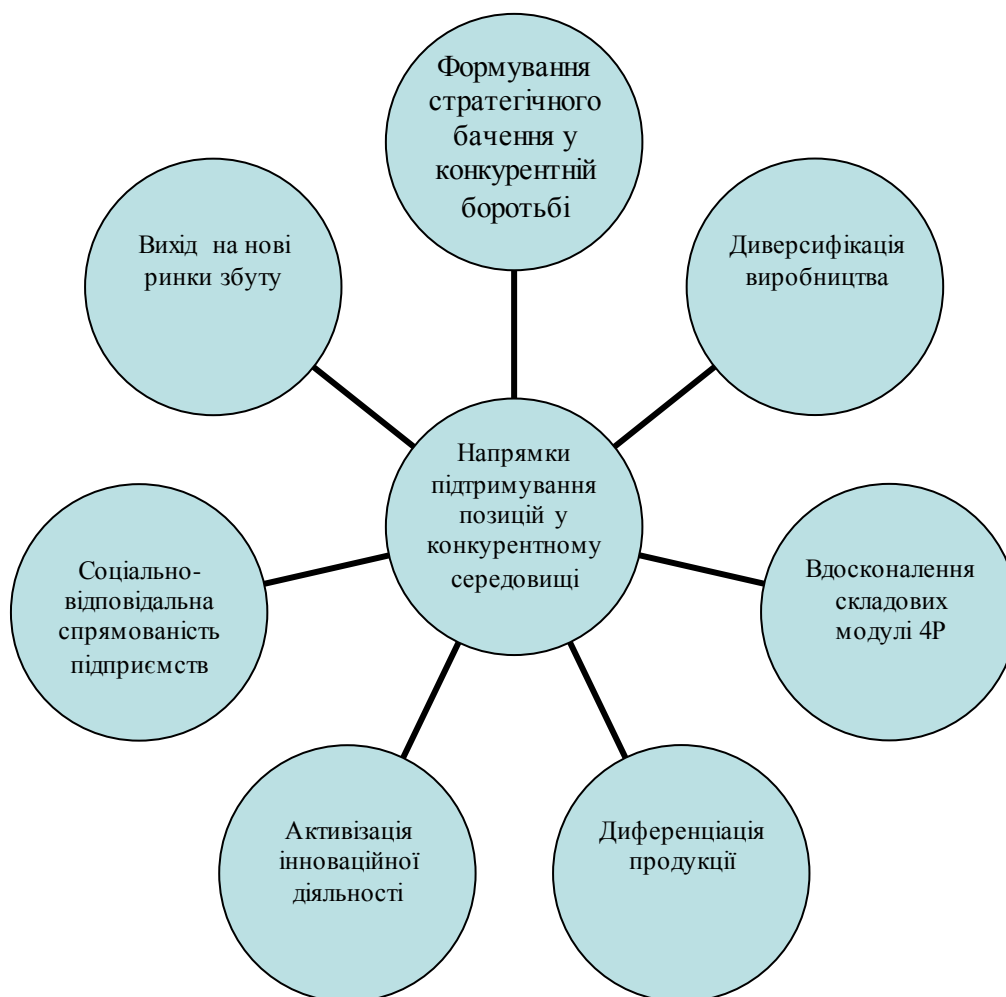 Формування
стратегічного
бачення у
конкурентній
боротьбі
Вихід на нові
ринки збуту
Диверсифікація
виробництва
Напрямки
підтримування
позицій у
конкурентному
середовищі
Соціально-
відповідальна
спрямованість
підприємств
Вдосконалення
складових
модулі 4Р
Активізація
інноваційної
діяльності
Диференціація
продукції